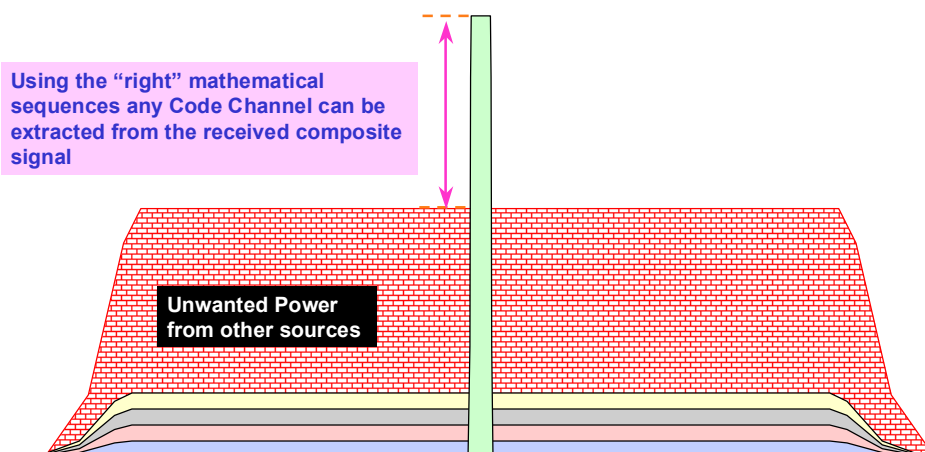 Using the “right” mathematical
sequences any Code Channel can be
extracted from the received composite
signal
Unwanted Power
from other sources